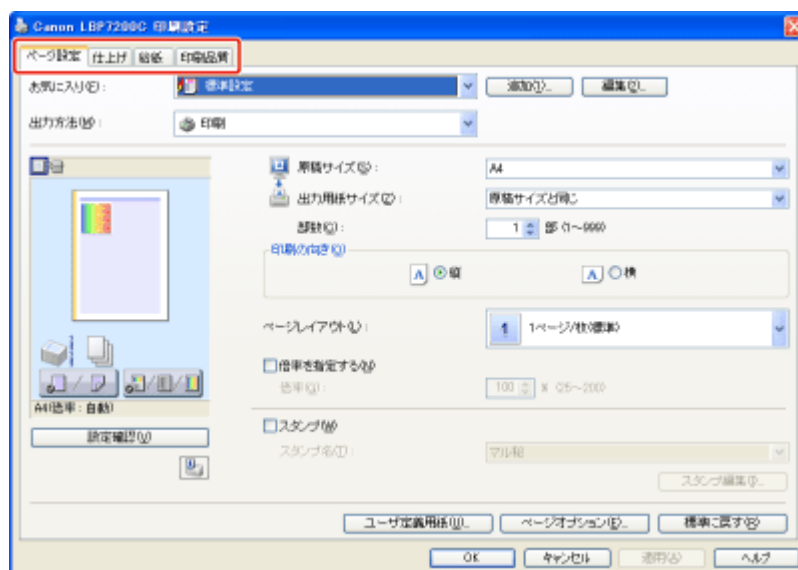 Canon LBP7200C 印刷設定
ページ設定 仕上げ 給紙 印刷品質
お気に入り(F): 標準設定 追加(1)... 編集(2)...
出力方法(M): 印刷
原稿サイズ(S): A4
出力用紙サイズ(Z): 原稿サイズと同じ
部数(C): 1 部 (1~999)
印刷の向き(O)
A 縦 A 横
ページレイアウト(L): 1 1ページ/枚(標準)
倍率を指定する(N)
倍率(G): 100 % (25~200)
A4(倍率:自動)
設定確認(V)
スタンプ(W)
スタンプ名(T): マル秘
スタンプ編集
ユーザ定義用紙(U)... ページオプション ... 標準に戻す(R)
OK キャンセル 適用(A) ヘルプ